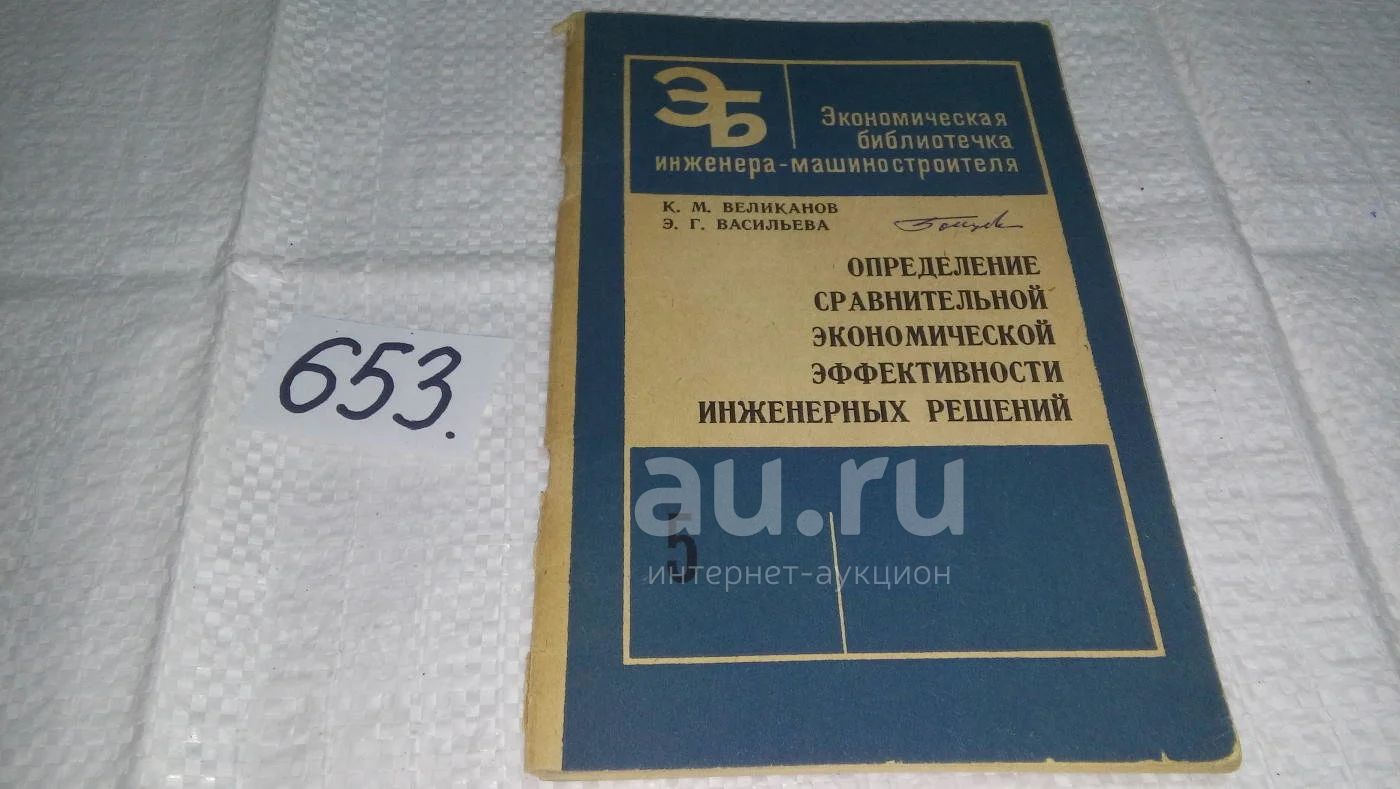 ЭБ
Экономическая
библиотечка
инженера-машиностроителя
К. М. ВЕЛИКАНОВ
Э. Г. ВАСИЛЬЕВА
ОПРЕДЕЛЕНИЕ
СРАВНИТЕЛЬНОЙ
ЭКОНОМИЧЕСКОЙ
ЭФФЕКТИВНОСТИ
ИНЖЕНЕРНЫХ РЕШЕНИЙ
653.
au.ru
5
интернет-аукцион